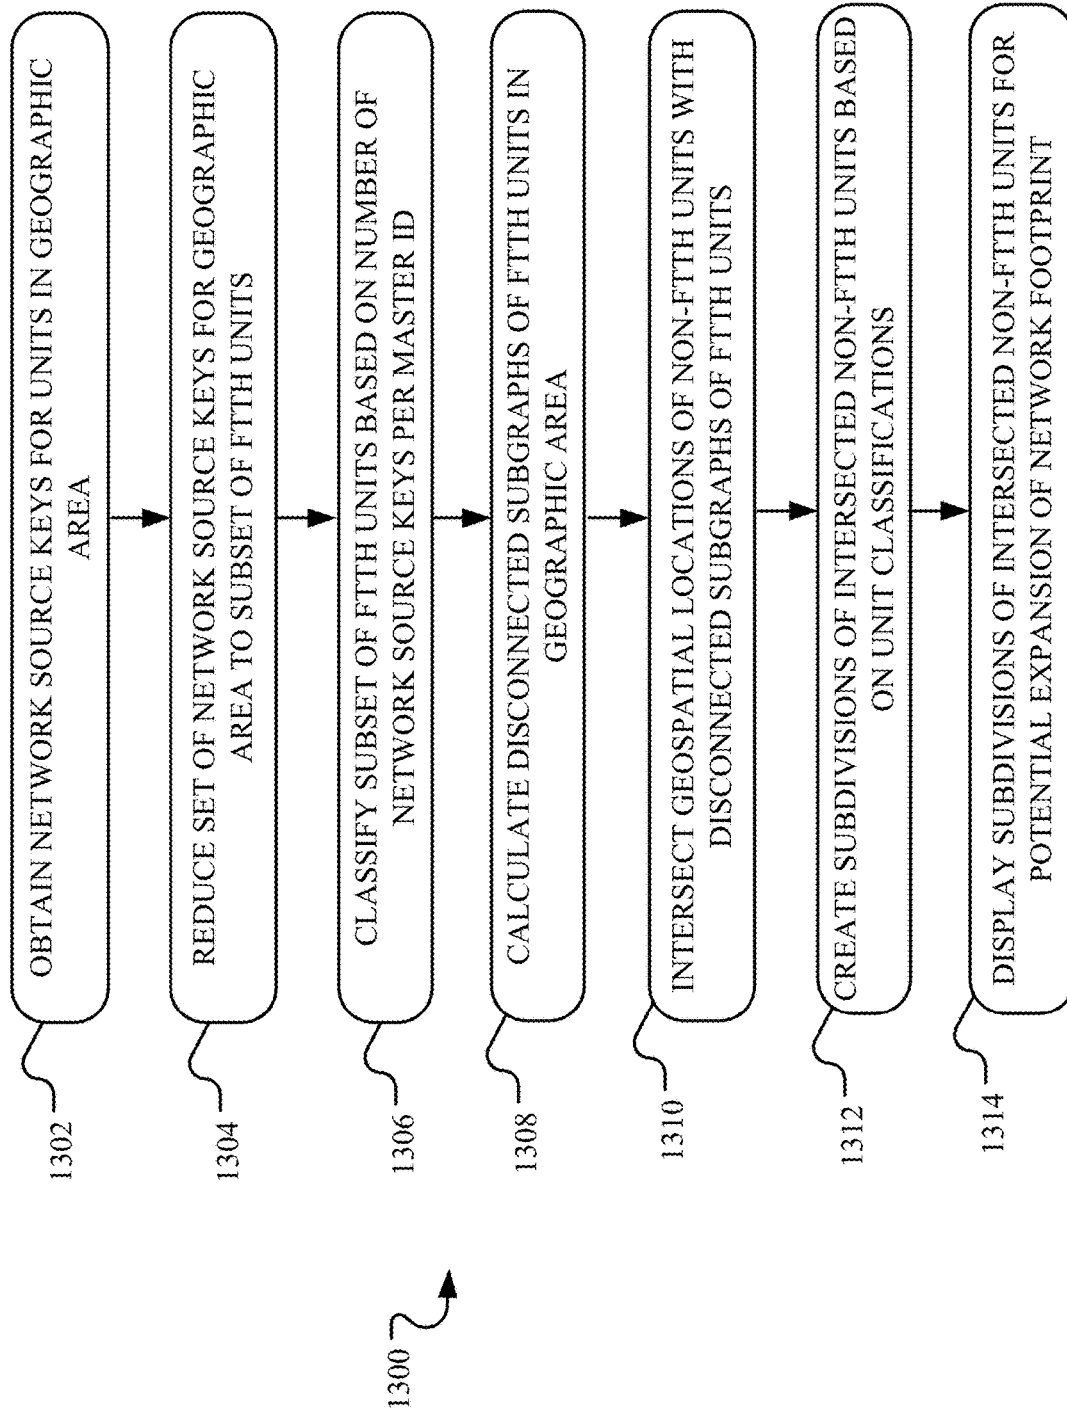 OBTAIN NETWORK SOURCE KEYS FOR UNITS IN GEOGRAPHIC
AREA
1302
REDUCE SET OF NETWORK SOURCE KEYS FOR GEOGRAPHIC
AREA TO SUBSET OF FTTH UNITS
1304
CLASSIFY SUBSET OF FTTH UNITS BASED ON NUMBER OF
NETWORK SOURCE KEYS PER MASTER ID
1306
CALCULATE DISCONNECTED SUBGRAPHS OF FTTH UNITS IN
GEOGRAPHIC AREA
1308
INTERSECT GEOSPATIAL LOCATIONS OF NON-FTTH UNITS WITH
DISCONNECTED SUBGRAPHS OF FTTH UNITS
1310
CREATE SUBDIVISIONS OF INTERSECTED NON-FTTH UNITS BASED
ON UNIT CLASSIFICATIONS
1312
DISPLAY SUBDIVISIONS OF INTERSECTED NON-FTTH UNITS FOR
POTENTIAL EXPANSION OF NETWORK FOOTPRINT
1314
1300